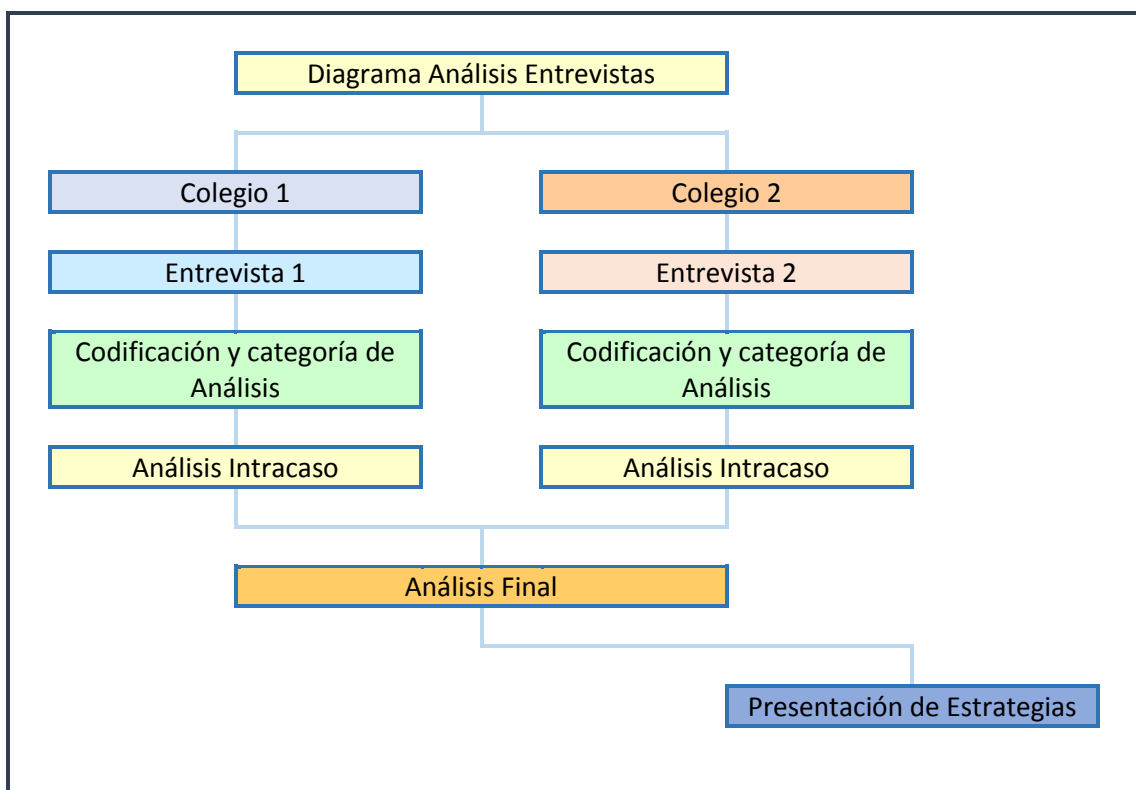 Diagrama Análisis Entrevistas
Colegio 1
Colegio 2
Entrevista 1
Entrevista 2
Codificación y categoría de
Análisis
Codificación y categoría de
Análisis
Análisis Intracaso
Análisis Intracaso
Análisis Final
Presentación de Estrategias